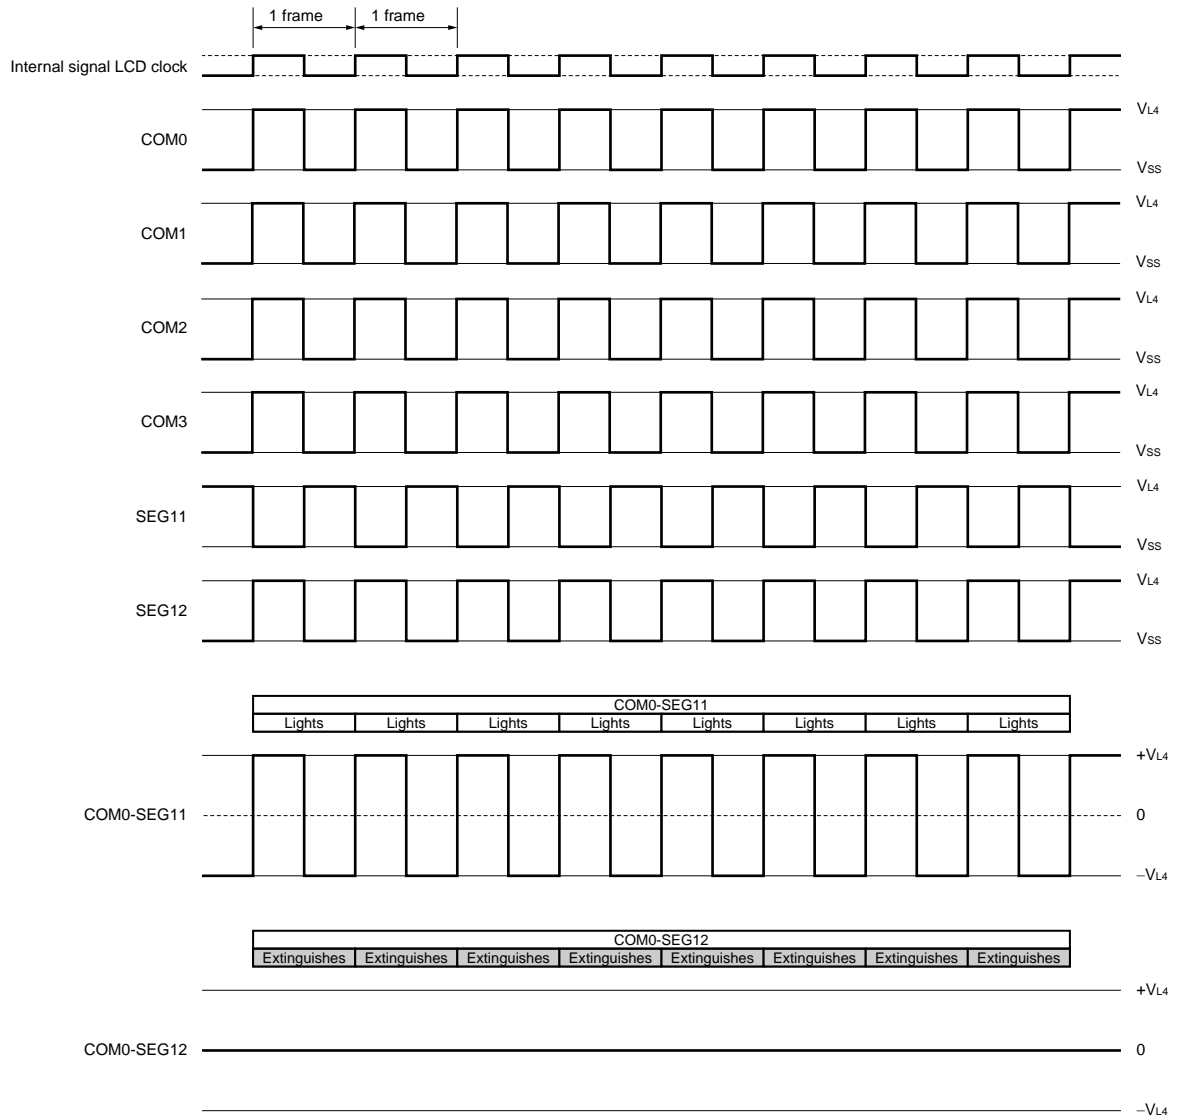 1 frame 1 frame
Internal signal LCD clock
VL4
COM0
VSS
VL4
COM1
VSS
VL4
COM2
VSS
VL4
COM3
VSS
VL4
SEG11
VSS
VL4
SEG12
VSS
COM0-SEG11
Lights Lights Lights Lights Lights Lights Lights Lights
+VL4
COM0-SEG11 0
−VL4
COM0-SEG12
Extinguishes Extinguishes Extinguishes Extinguishes Extinguishes Extinguishes Extinguishes Extinguishes
+VL4
COM0-SEG12 0
−VL4